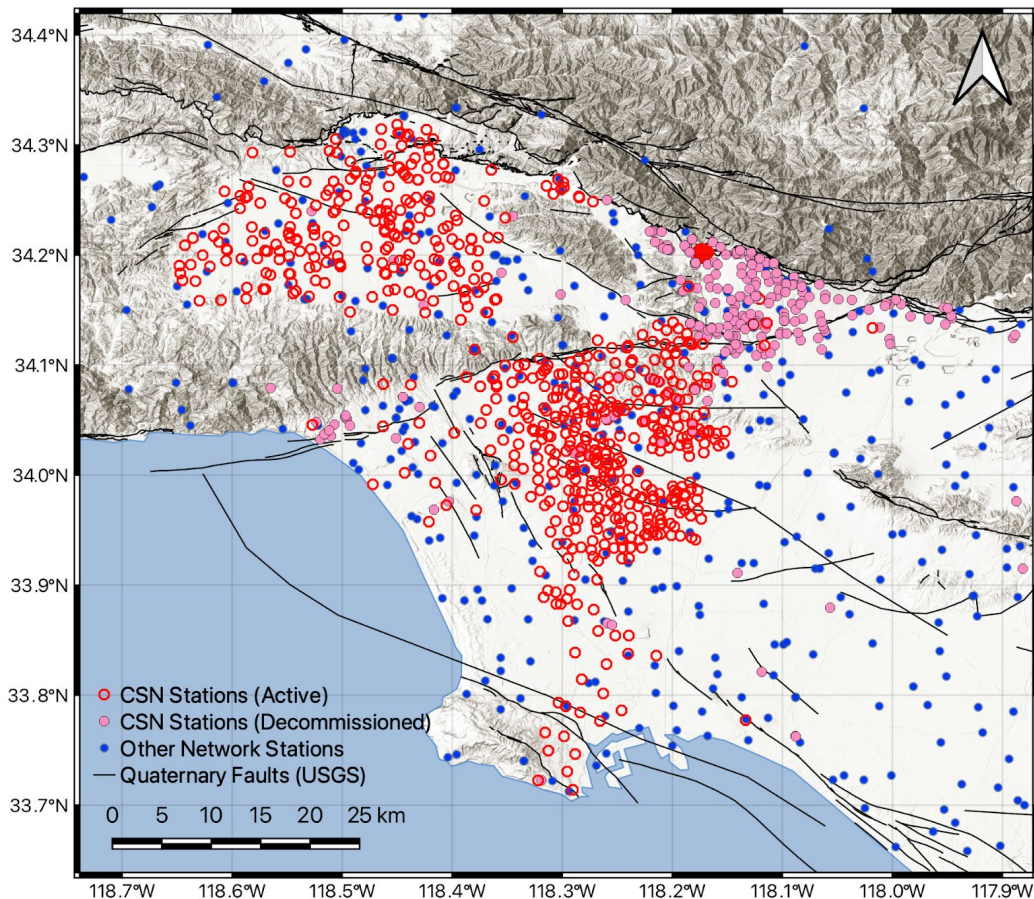 34.4°N
34.3°N
34.2°N
34.1°N
34.0°N
33.9°N
33.8°N
33.7°N
CSN Stations (Active)
CSN Stations (Decommissioned)
Other Network Stations
Quaternary Faults (USGS)
0 5 10 15 20 25 km
118.7°W 118.6°W 118.5°W 118.4°W 118.3°W 118.2°W 118.1°W 118.0°W 117.9°W